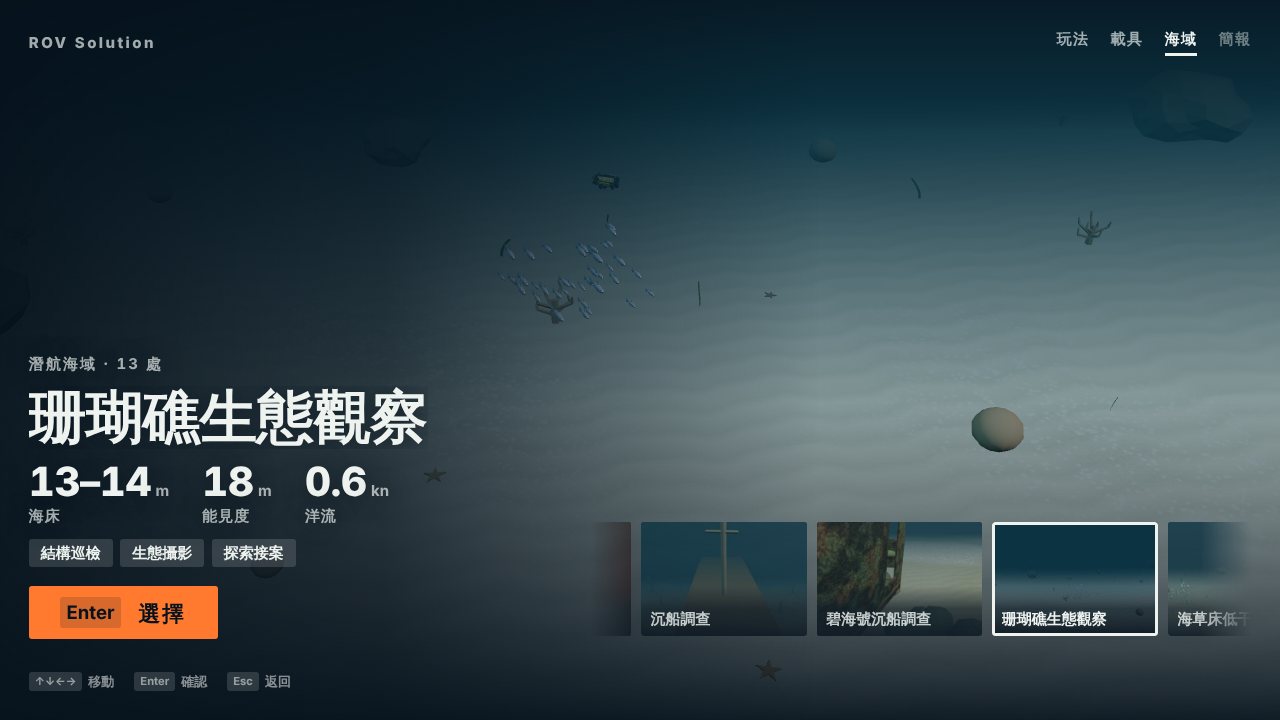 ROV Solution
玩法 載具 海域 簡報
潛航海域 · 13 處
珊瑚礁生態觀察
13–14 m 18 m 0.6 kn
海床 能見度 洋流
結構巡檢 生態攝影 探索接案
Enter 選擇
沉船調查 碧海號沉船調查 珊瑚礁生態觀察 海草床低干
↑↓←→ 移動 Enter 確認 Esc 返回